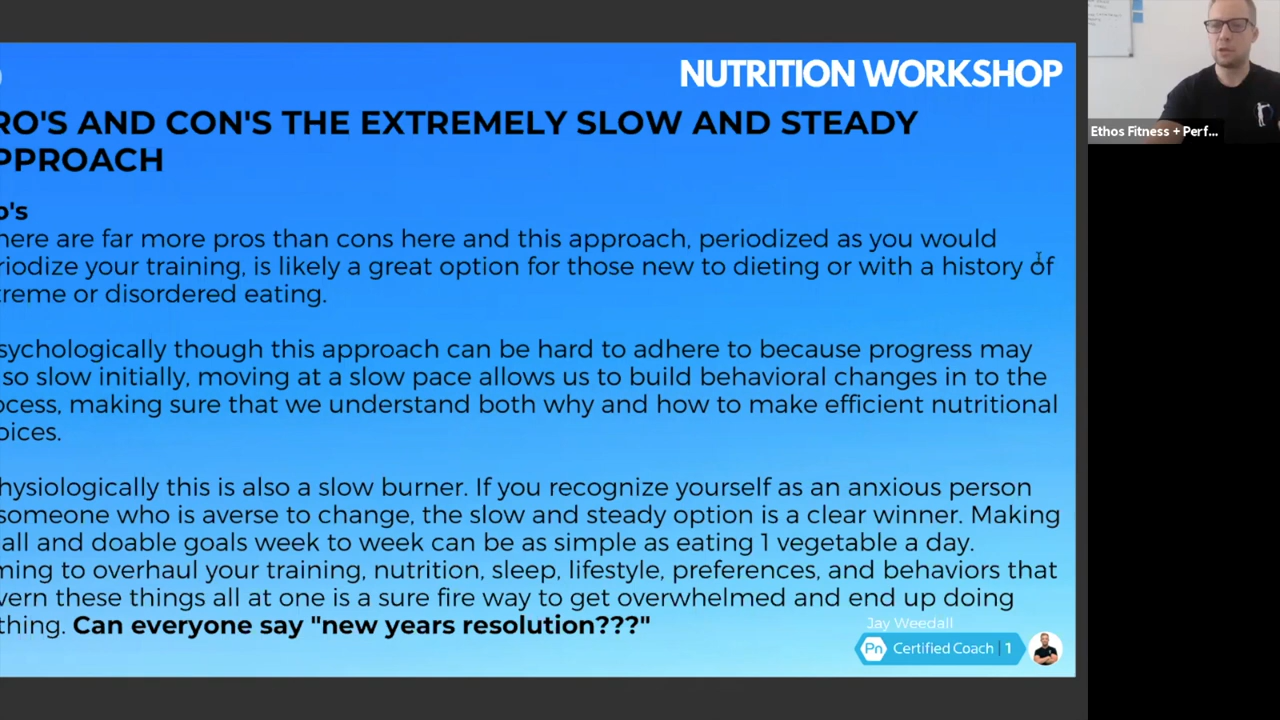 NUTRITION WORKSHOP
RO'S AND CON'S THE EXTREMELY SLOW AND STEADY
PPROACH
o's
here are far more pros than cons here and this approach, periodized as you would
riodize your training, is likely a great option for those new to dieting or with a history of
treme or disordered eating.
sychologically though this approach can be hard to adhere to because progress may
so slow initially, moving at a slow pace allows us to build behavioral changes in to the
ocess, making sure that we understand both why and how to make efficient nutritional
oices.
hysiologically this is also a slow burner. If you recognize yourself as an anxious person
someone who is averse to change, the slow and steady option is a clear winner. Making
all and doable goals week to week can be as simple as eating 1 vegetable a day.
ming to overhaul your training, nutrition, sleep, lifestyle, preferences, and behaviors that
vern these things all at one is a sure fire way to get overwhelmed and end up doing
thing. Can everyone say "new years resolution???"
Jay Weedall
Pn Certified Coach | 1
Ethos Fitness + Perf...